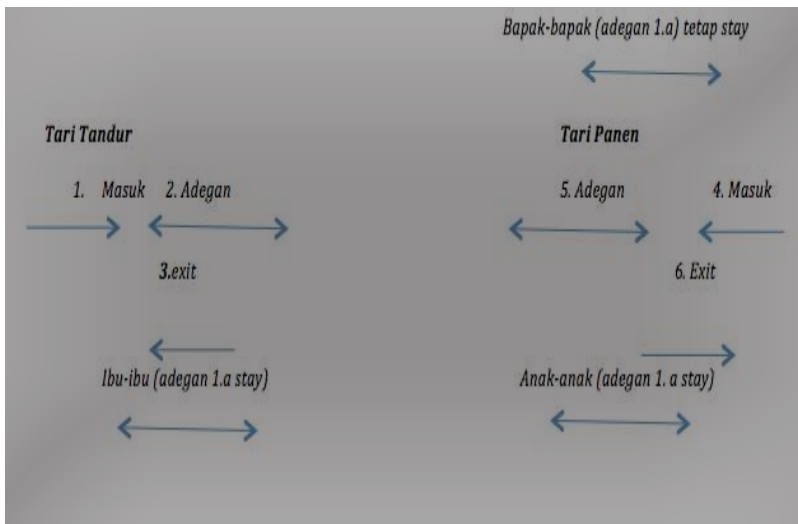 Bapak-bapak (adegan 1.a) tetap stay
Tari Tandur
Tari Panen
1. Masuk 2. Adegan
5. Adegan 4. Masuk
3.exit
6. Exit
Ibu-ibu (adegan 1.a stay)
Anak-anak (adegan 1. a stay)